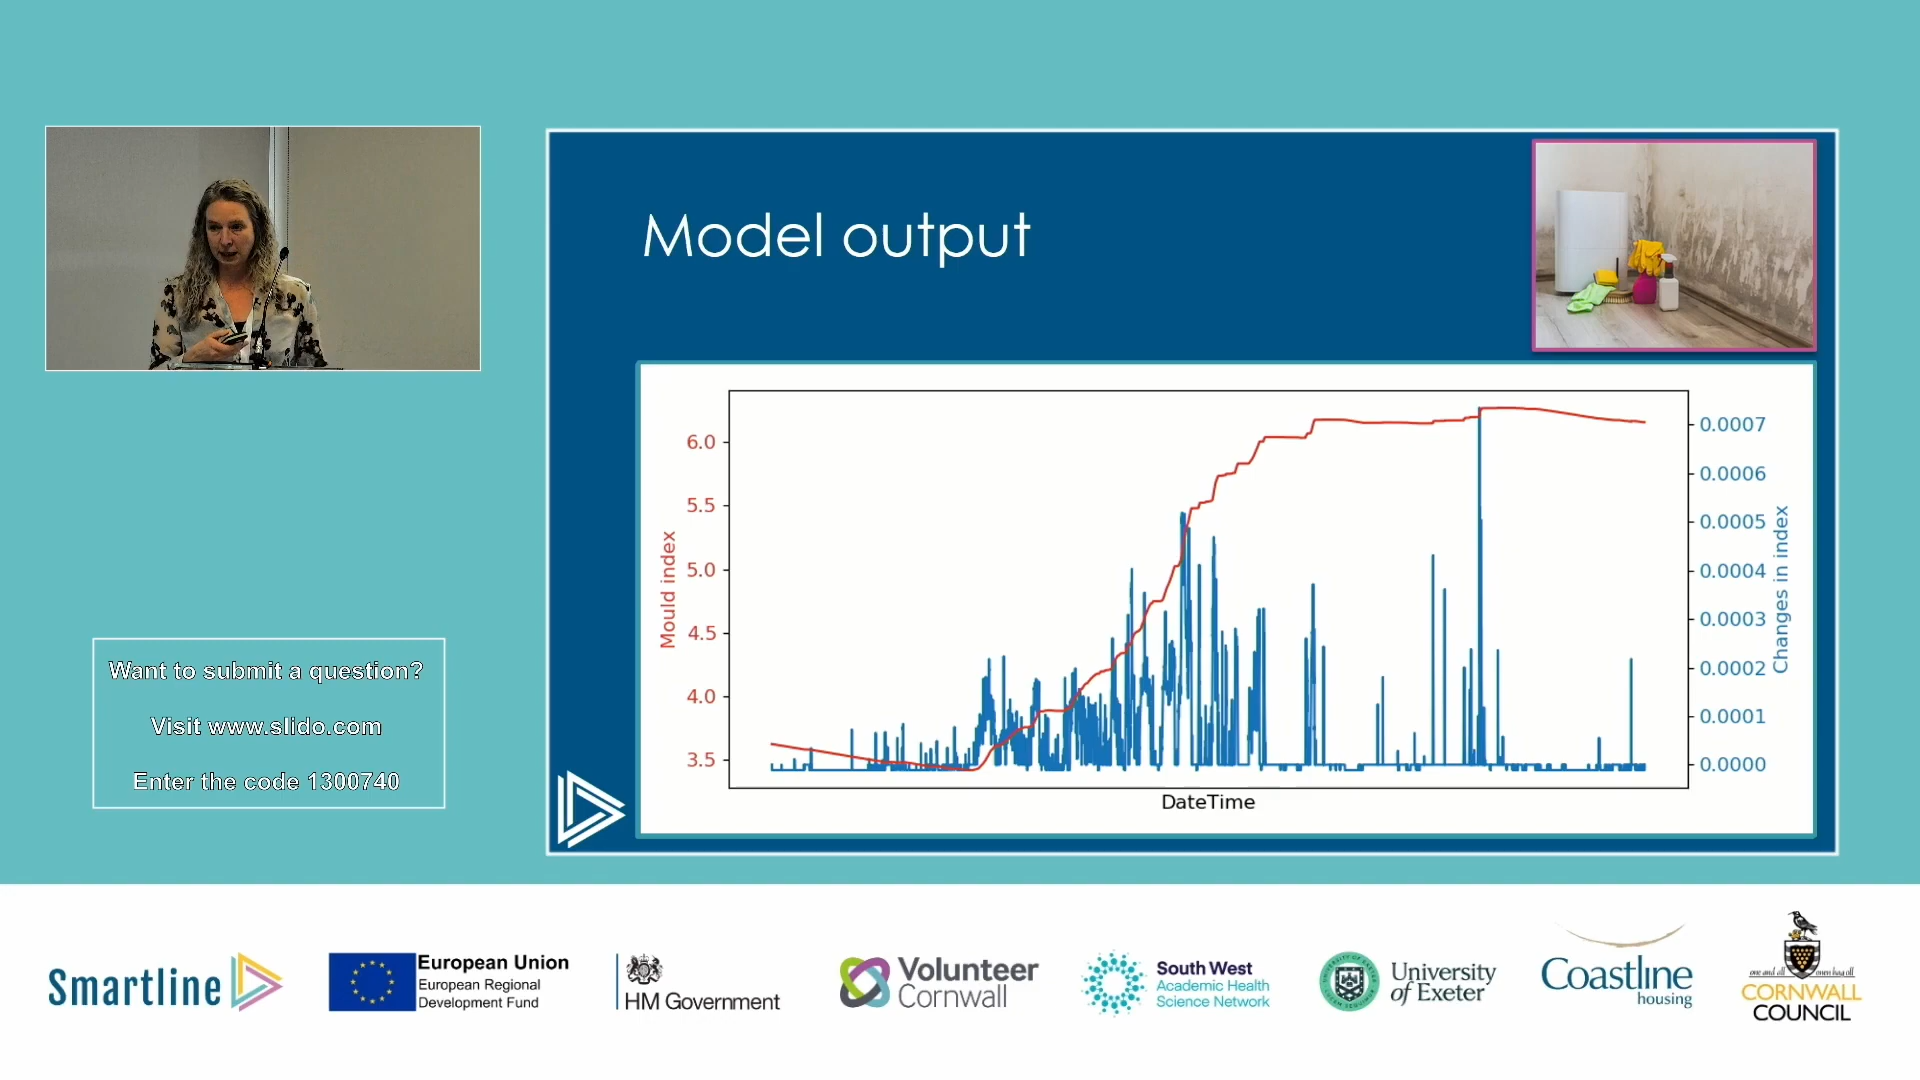 Model output
6.0
5.5
5.0
4.5
4.0
3.5
Mould index
0.0007
0.0006
0.0005
0.0004
0.0003
0.0002
0.0001
0.0000
Changes in index
DateTime
Want to submit a question?
Visit www.slido.com
Enter the code 1300740
Smartline
European Union
European Regional
Development Fund
HM Government
Volunteer
Cornwall
South West
Academic Health
Science Network
University
of Exeter
Coastline
housing
one and all
CORNWALL
COUNCIL